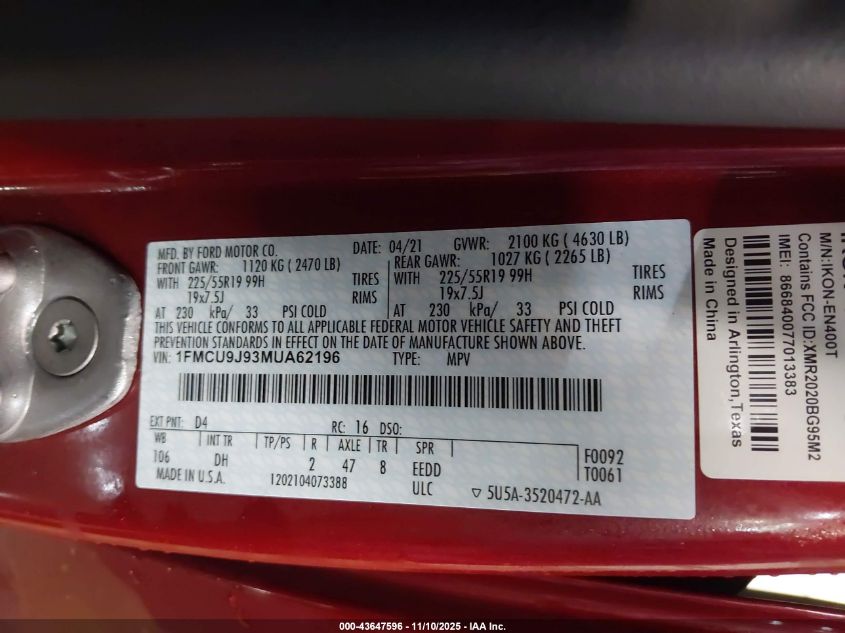 MFD. BY FORD MOTOR CO.
DATE: 04/21
GVWR: 2100 KG ( 4630 LB)
FRONT GAWR: 1120 KG ( 2470 LB)
REAR GAWR: 1027 KG ( 2265 LB)
WITH 225/55R19 99H TIRES
WITH 225/55R19 99H TIRES
19x7.5J RIMS
19x7.5J RIMS
AT 230 kPa/ 33 PSI COLD
AT 230 kPa/ 33 PSI COLD
THIS VEHICLE CONFORMS TO ALL APPLICABLE FEDERAL MOTOR VEHICLE SAFETY AND THEFT
PREVENTION STANDARDS IN EFFECT ON THE DATE OF MANUFACTURE SHOWN ABOVE.
VIN: 1FMCU9J93MUA62196
TYPE: MPV
EXT PNT: D4
RC: 16 DSO:
WB INT TR TP/PS R AXLE TR SPR
106 DH 2 47 8 EEDD
F0092
T0061
MADE IN U.S.A.
1202104073388
ULC
▽ 5U5A-3520472-AA
M/N:IKON-EN400T
Contains FCC ID:XMR2020BG95M2
IMEI: 866840077013383
Designed in Arlington,Texas
Made in China
000-43647596 - 11/10/2025 - IAA Inc.